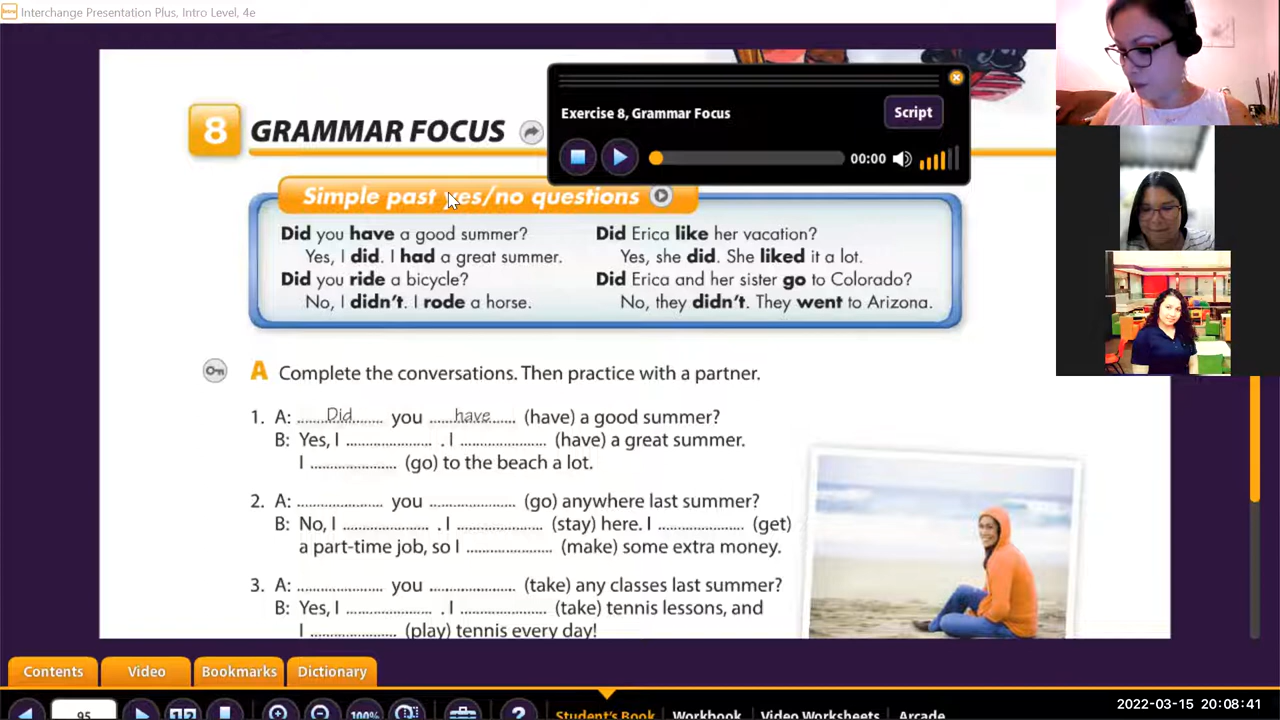 Interchange Presentation Plus, Intro Level, 4e
Exercise 8, Grammar Focus
Script
00:00
8 GRAMMAR FOCUS
Simple past yes/no questions
Did you have a good summer?
Yes, I did. I had a great summer.
Did you ride a bicycle?
No, I didn't. I rode a horse.
Did Erica like her vacation?
Yes, she did. She liked it a lot.
Did Erica and her sister go to Colorado?
No, they didn't. They went to Arizona.
A Complete the conversations. Then practice with a partner.
1. A: ....Did.... you ....have.... (have) a good summer?
B: Yes, I .................... . I .................... (have) a great summer.
I .................... (go) to the beach a lot.
2. A: .................... you .................... (go) anywhere last summer?
B: No, I .................... . I .................... (stay) here. I .................... (get)
a part-time job, so I .................... (make) some extra money.
3. A: .................... you .................... (take) any classes last summer?
B: Yes, I .................... . I .................... (take) tennis lessons, and
I .................... (play) tennis every day!
Contents Video Bookmarks Dictionary
95 100% ? Student's Book Workbook Video Worksheets Arcade
2022-03-15 20:08:41